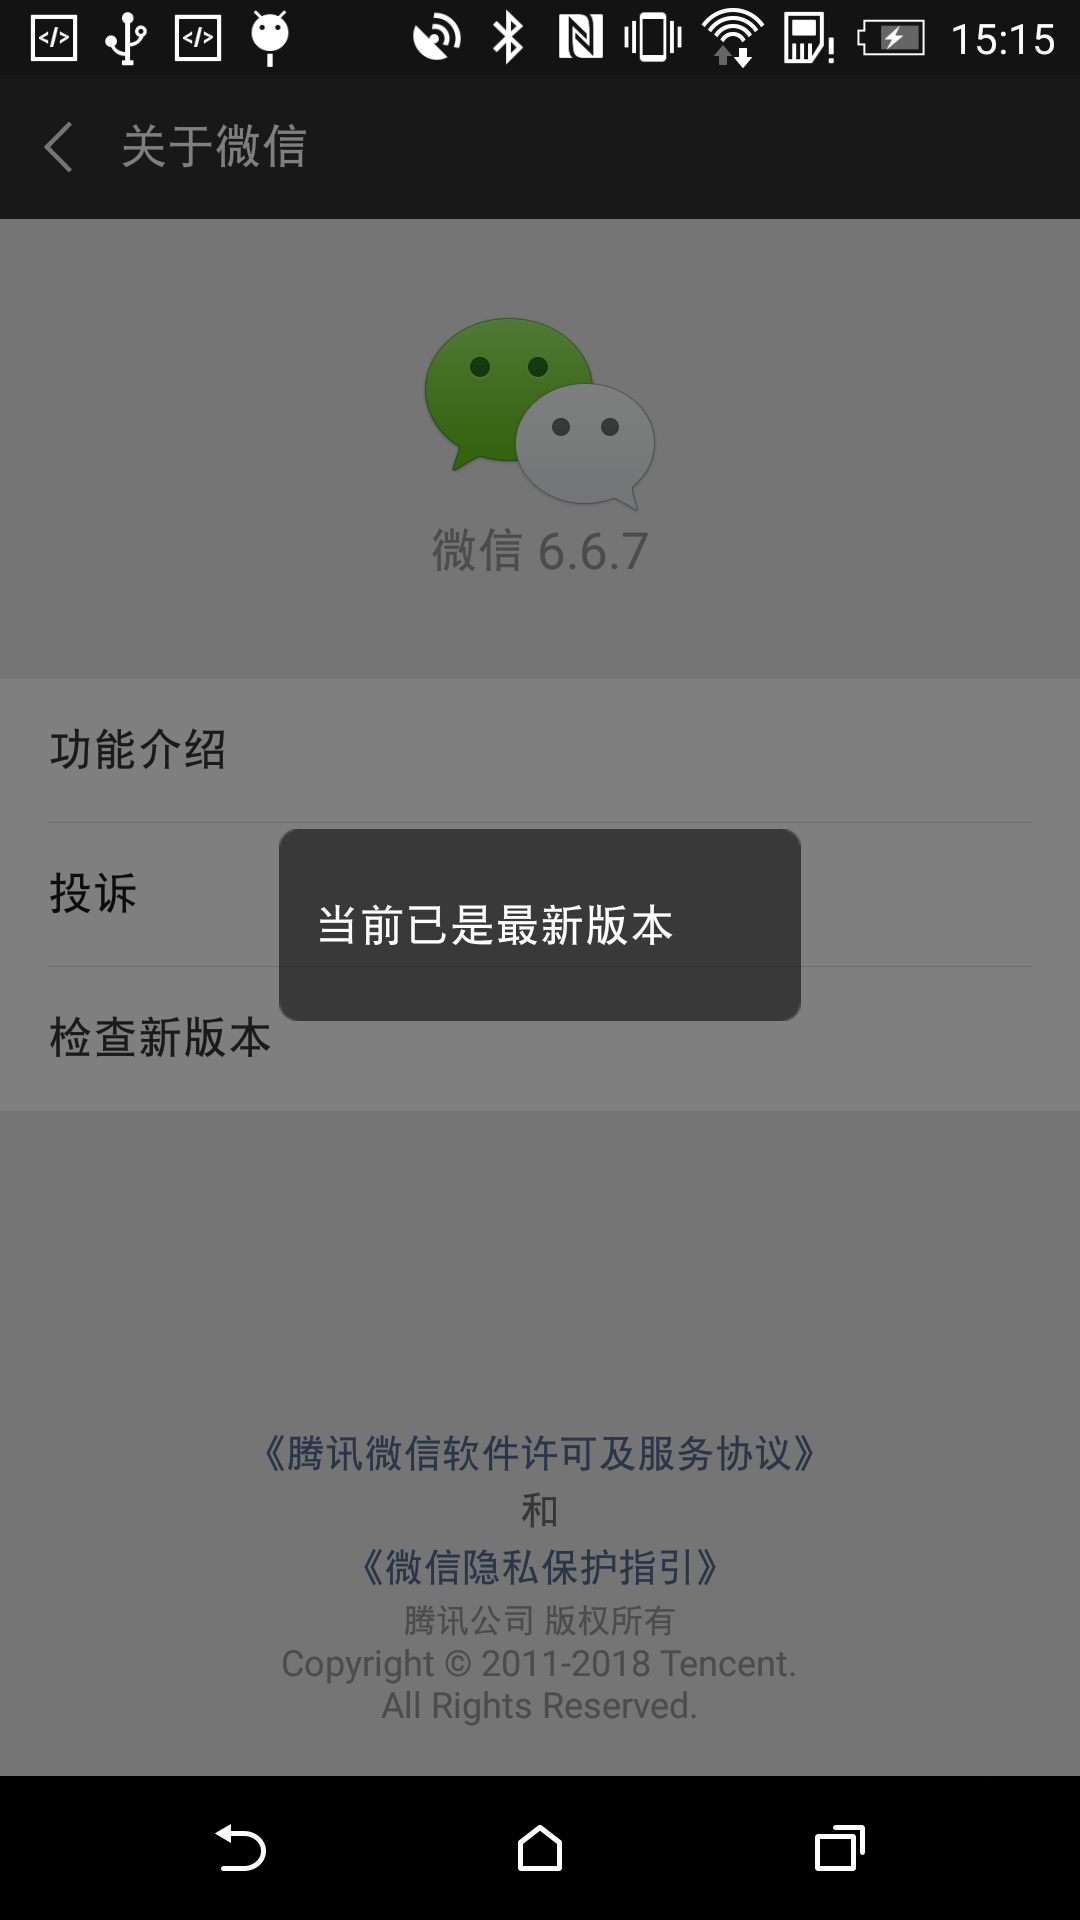 15:15
关于微信
微信 6.6.7
功能介绍
投诉
当前已是最新版本
检查新版本
《腾讯微信软件许可及服务协议》
和
《微信隐私保护指引》
腾讯公司 版权所有
Copyright © 2011-2018 Tencent.
All Rights Reserved.